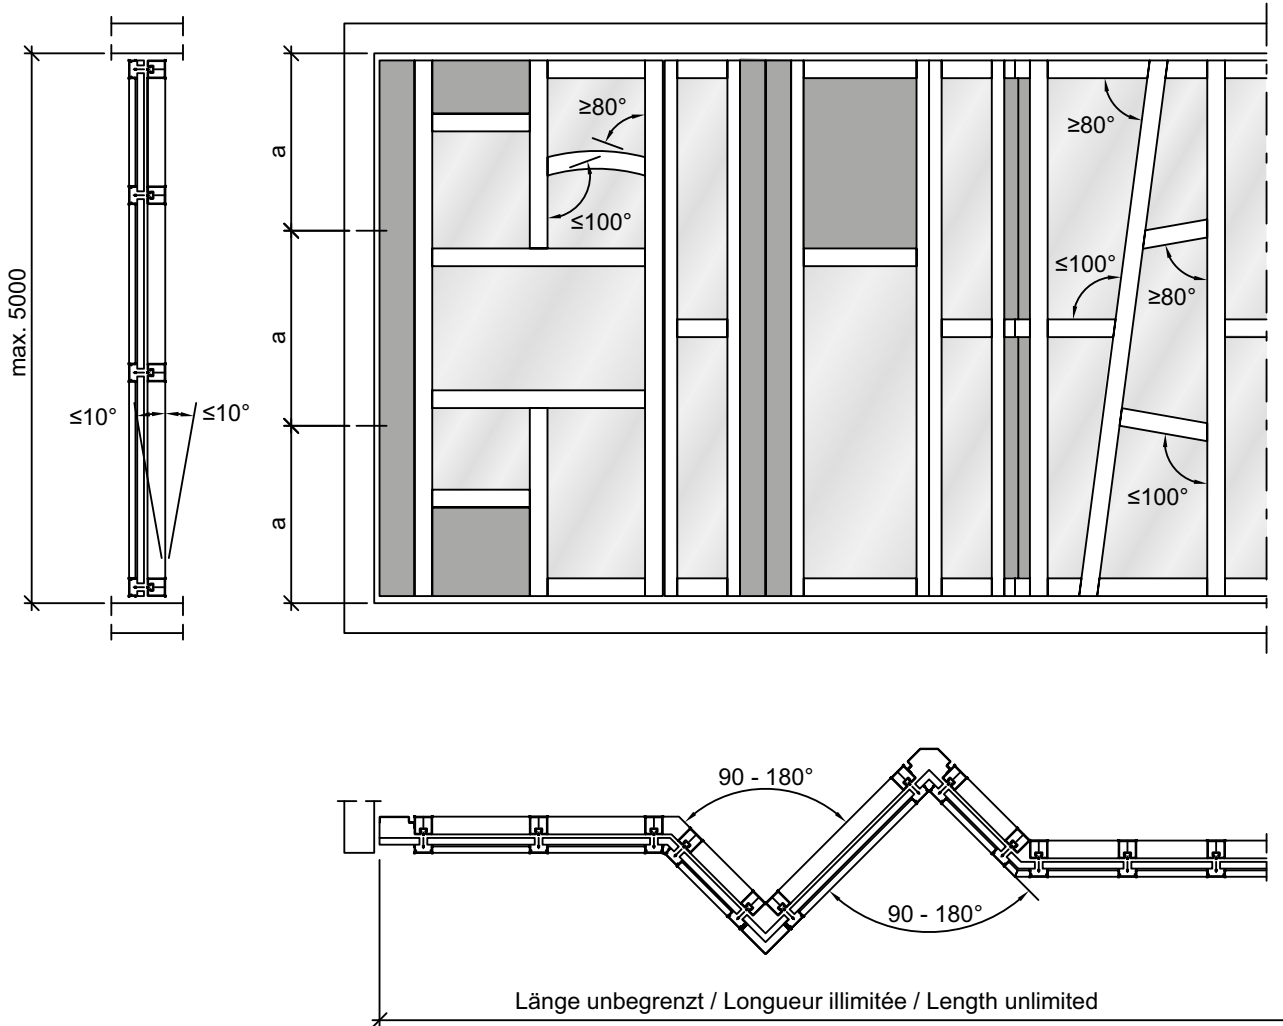 ≥80°
≥80°
a
≤100°
≤100°
≥80°
max. 5000
a
≤10°
≤10°
≤100°
a
90 - 180°
90 - 180°
Länge unbegrenzt / Longueur illimitée / Length unlimited